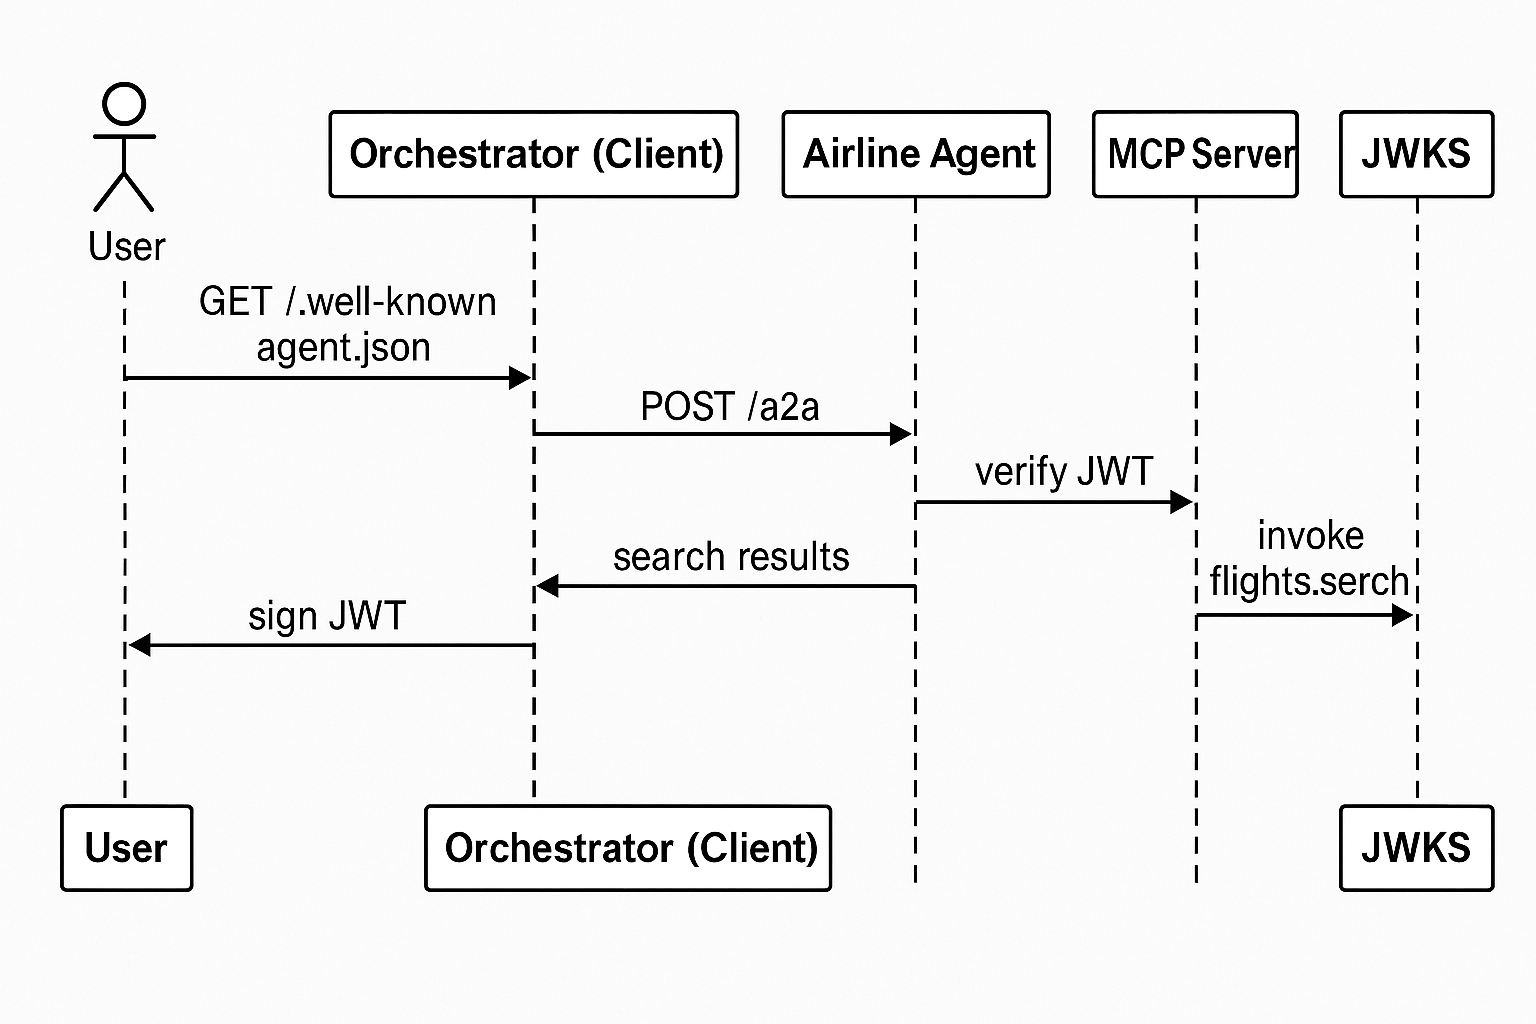 Orchestrator (Client)
Airline Agent
MCP Server
JWKS
User
GET /.well-known
agent.json
POST /a2a
verify JWT
invoke
flights.serch
search results
sign JWT
User
Orchestrator (Client)
JWKS